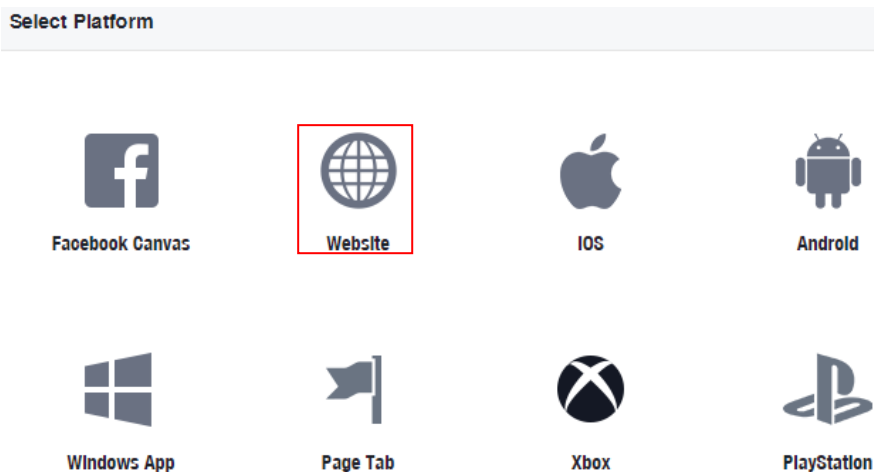 Select Platform
Facebook Canvas
Website
IOS
Android
Windows App
Page Tab
Xbox
PlayStation